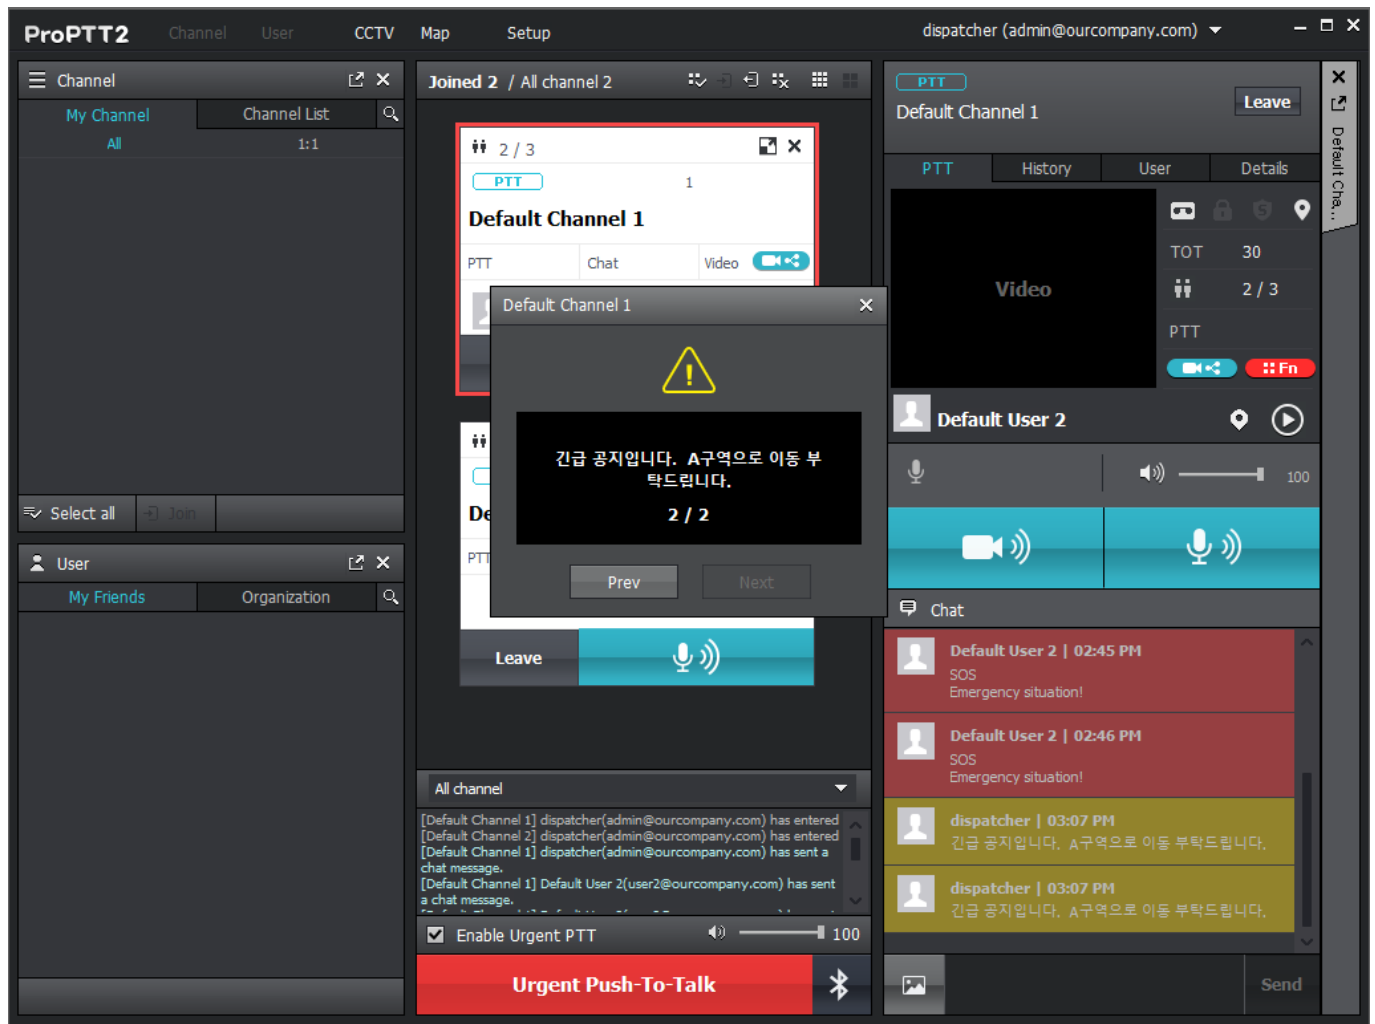 ProPTT2
Channel
User
CCTV
Map
Setup
dispatcher (admin@ourcompany.com)
Channel
My Channel
Channel List
All
1:1
Select all
Join
User
My Friends
Organization
Joined 2 / All channel 2
2 / 3
PTT
1
Default Channel 1
PTT
Chat
Video
Default Channel 1
긴급 공지입니다. A구역으로 이동 부
탁드립니다.
2 / 2
Prev
Next
De
PTT
Leave
All channel
[Default Channel 1] dispatcher(admin@ourcompany.com) has entered
[Default Channel 2] dispatcher(admin@ourcompany.com) has entered
[Default Channel 1] dispatcher(admin@ourcompany.com) has sent a
chat message.
[Default Channel 1] Default User 2(user2@ourcompany.com) has sent
a chat message.
Enable Urgent PTT
100
Urgent Push-To-Talk
PTT
Default Channel 1
Leave
PTT
History
User
Details
Video
TOT
30
2 / 3
PTT
Fn
Default User 2
100
Chat
Default User 2 | 02:45 PM
SOS
Emergency situation!
Default User 2 | 02:46 PM
SOS
Emergency situation!
dispatcher | 03:07 PM
긴급 공지입니다. A구역으로 이동 부탁드립니다.
dispatcher | 03:07 PM
긴급 공지입니다. A구역으로 이동 부탁드립니다.
Send
Default Cha...